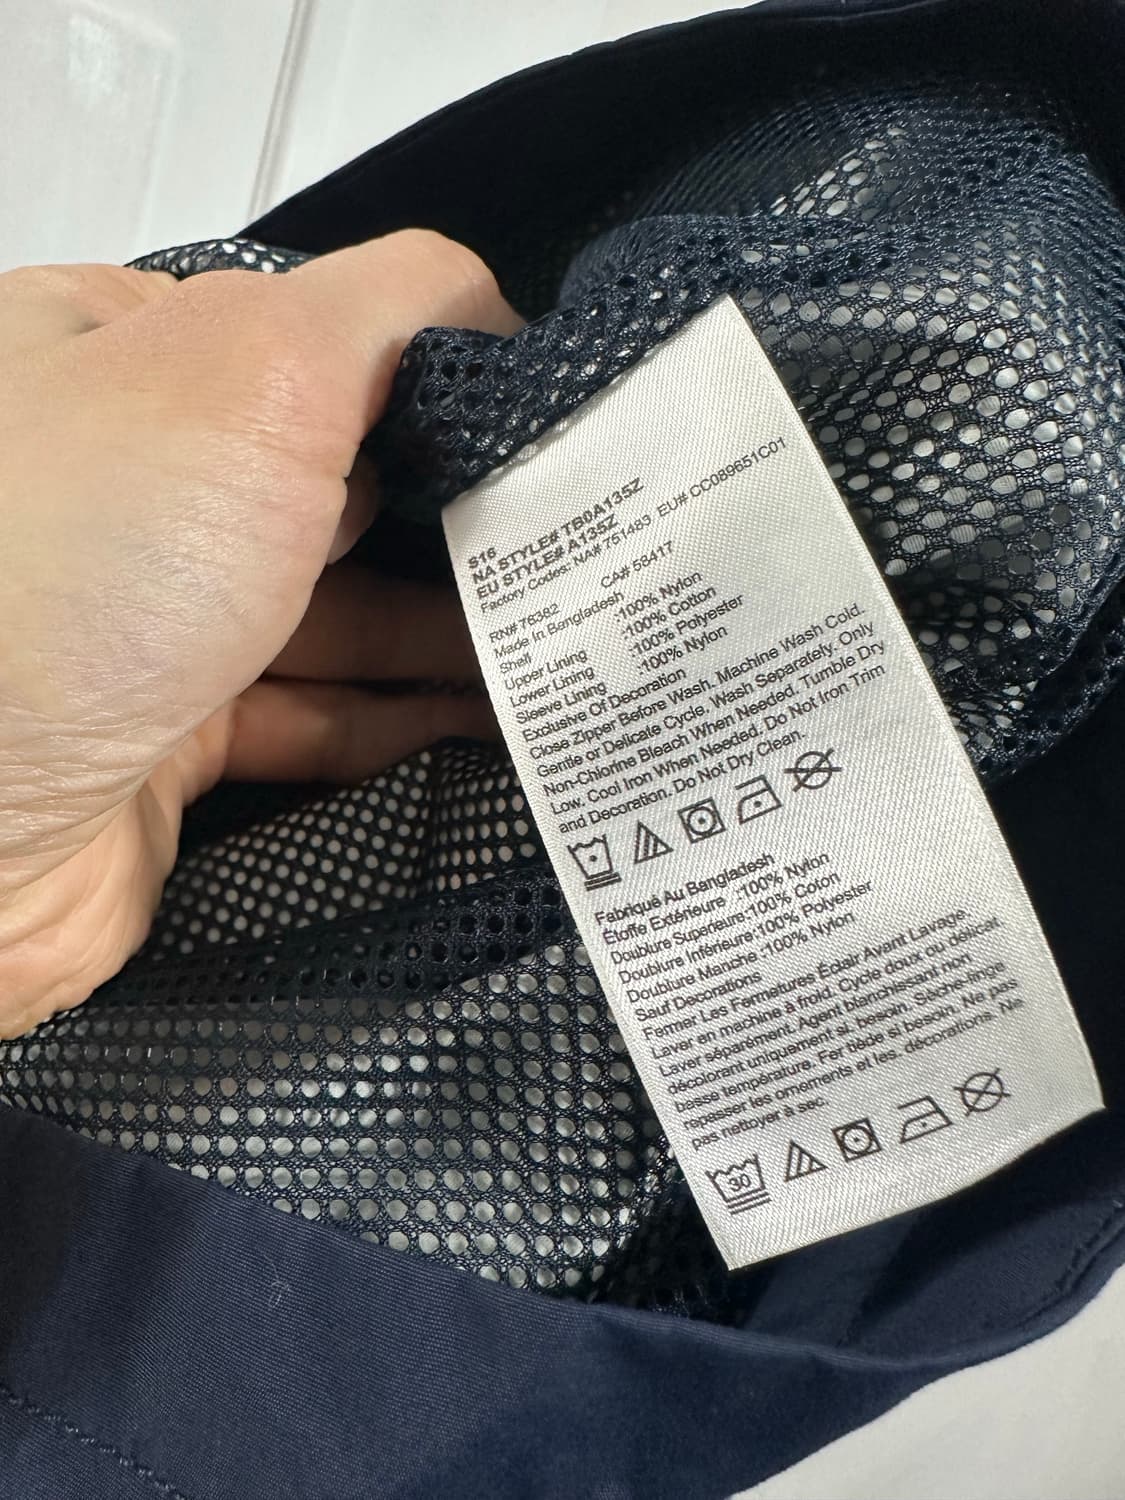 S16
NA STYLE# TB0A135Z
EU STYLE# A135Z
Factory Codes: NA# 751483 EU# CC089651C01
RN# 76382 CA# 58417
Made In Bangladesh
Shell :100% Nylon
Upper Lining :100% Cotton
Lower Lining :100% Polyester
Sleeve Lining :100% Nylon
Exclusive Of Decoration
Close Zipper Before Wash. Machine Wash Cold.
Gentle or Delicate Cycle. Wash Separately. Only
Non-Chlorine Bleach When Needed. Tumble Dry
Low. Cool Iron When Needed. Do Not Iron Trim
and Decoration. Do Not Dry Clean.
Fabriqué Au Bangladesh
Étoffe Extérieure :100% Nylon
Doublure Superieure:100% Coton
Doublure Inférieure:100% Polyester
Doublure Manche :100% Nylon
Sauf Decorations
Fermer Les Fermetures Éclair Avant Lavage.
Laver en machine à froid. Cycle doux ou délicat.
Laver séparément. Agent blanchissant non
décolorant uniquement si besoin. Sèche-linge
basse température. Fer tiède si besoin. Ne pas
repasser les ornements et les. décorations. Ne
pas nettoyer à sec.
30